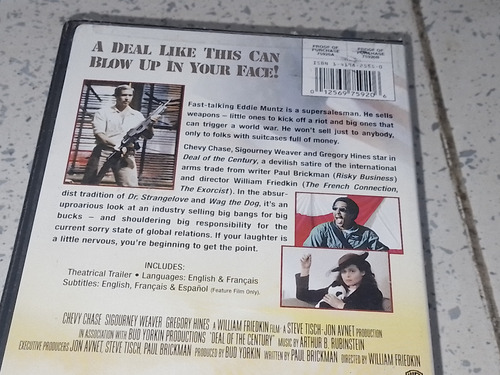 A DEAL LIKE THIS CAN
BLOW UP IN YOUR FACE!
PROOF OF
PURCHASE
PROOF OF
ISBN
0 12569 75920 6
Fast-talking Eddie Muntz is a supersalesman. He sells
weapons – little ones to kick off a riot and big ones that
can trigger a world war. He won't sell just to anybody,
only to folks with suitcases full of money.
Chevy Chase, Sigourney Weaver and Gregory Hines star in
Deal of the Century, a devilish satire of the international
arms trade from writer Paul Brickman (Risky Business)
and director William Friedkin (The French Connection,
The Exorcist). In the absur-
dist tradition of Dr. Strangelove and Wag the Dog, it's an
uproarious look at an industry selling big bangs for big
bucks – and shouldering big responsibility for the
current sorry state of global relations. If your laughter is
a little nervous, you're beginning to get the point.
INCLUDES:
Theatrical Trailer • Languages: English & Français
Subtitles: English, Français & Español (Feature Film Only).
CHEVY CHASE SIGOURNEY WEAVER GREGORY HINES A WILLIAM FRIEDKIN FILM A STEVE TISCH - JON AVNET PRODUCTION
IN ASSOCIATION WITH BUD YORKIN PRODUCTIONS "DEAL OF THE CENTURY" MUSIC BY ARTHUR B. RUBINSTEIN
EXECUTIVE PRODUCERS JON AVNET, STEVE TISCH, PAUL BRICKMAN PRODUCED BY BUD YORKIN WRITTEN BY PAUL BRICKMAN DIRECTED BY WILLIAM FRIEDKIN